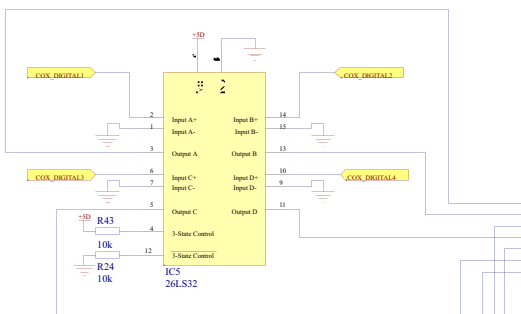 +5D
COX_DIGITAL1
COX_DIGITAL2
2
Input A+
Input B+
14
1
Input A-
Input B-
15
3
Output A
Output B
13
COX_DIGITAL3
6
Input C+
Input D+
10
COX_DIGITAL4
7
Input C-
Input D-
9
5
Output C
Output D
11
+5D
R43
4
3-State Control
10k
12
3-State Control
R24
10k
IC5
26LS32